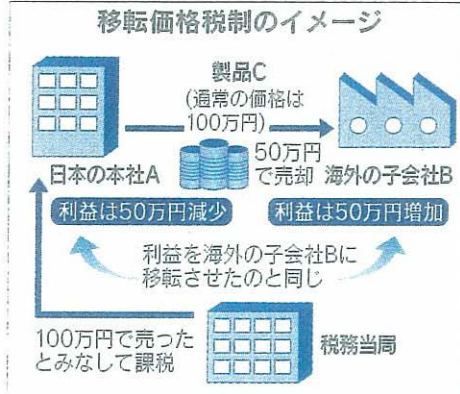 移転価格税制のイメージ
製品C
(通常の価格は
100万円)
50万円
で売却
日本の本社A
海外の子会社B
利益は50万円減少
利益は50万円増加
利益を海外の子会社Bに
移転させたのと同じ
100万円で売った
とみなして課税
税務当局